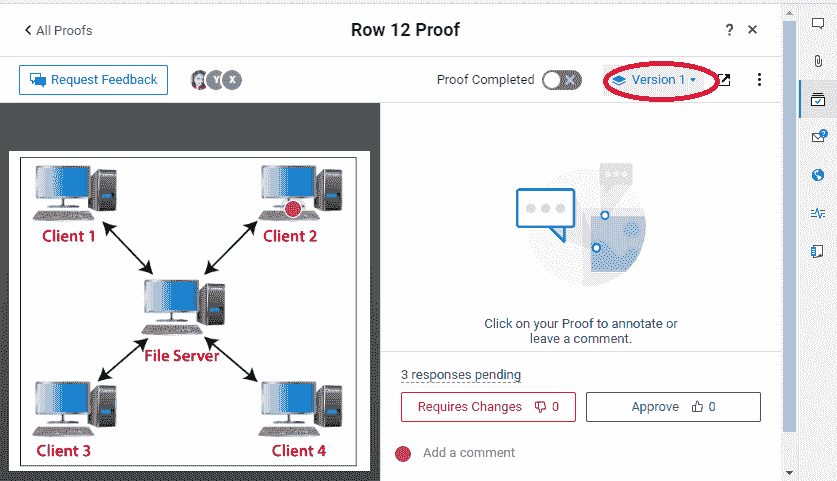 All Proofs
Row 12 Proof
?
Request Feedback
Y X
Proof Completed
Version 1
Client 1
Client 2
File Server
Client 3
Client 4
Click on your Proof to annotate or
leave a comment.
3 responses pending
Requires Changes 0
Approve 0
Add a comment